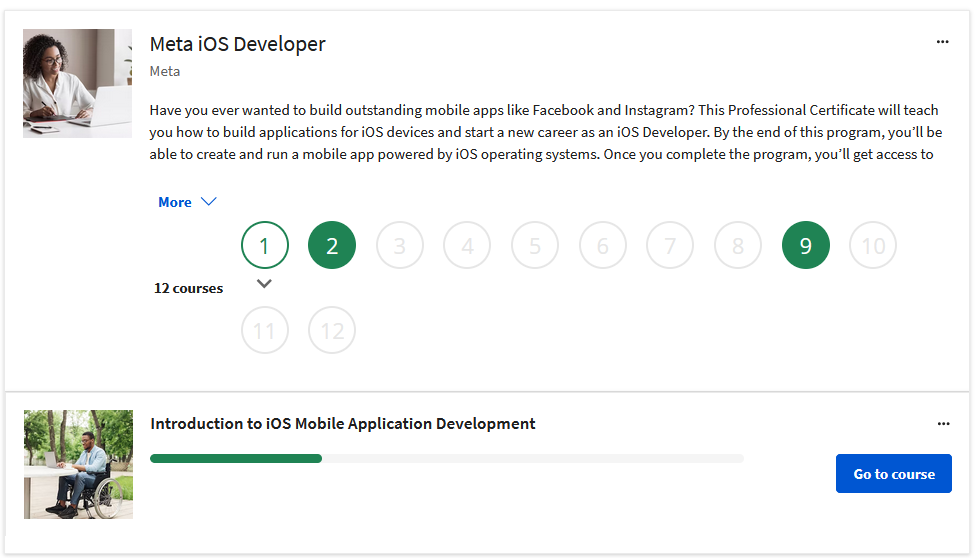 Meta iOS Developer
...
Meta
Have you ever wanted to build outstanding mobile apps like Facebook and Instagram? This Professional Certificate will teach
you how to build applications for iOS devices and start a new career as an iOS Developer. By the end of this program, you’ll be
able to create and run a mobile app powered by iOS operating systems. Once you complete the program, you’ll get access to
More
1 2 3 4 5 6 7 8 9 10
12 courses
11 12
Introduction to iOS Mobile Application Development
...
Go to course